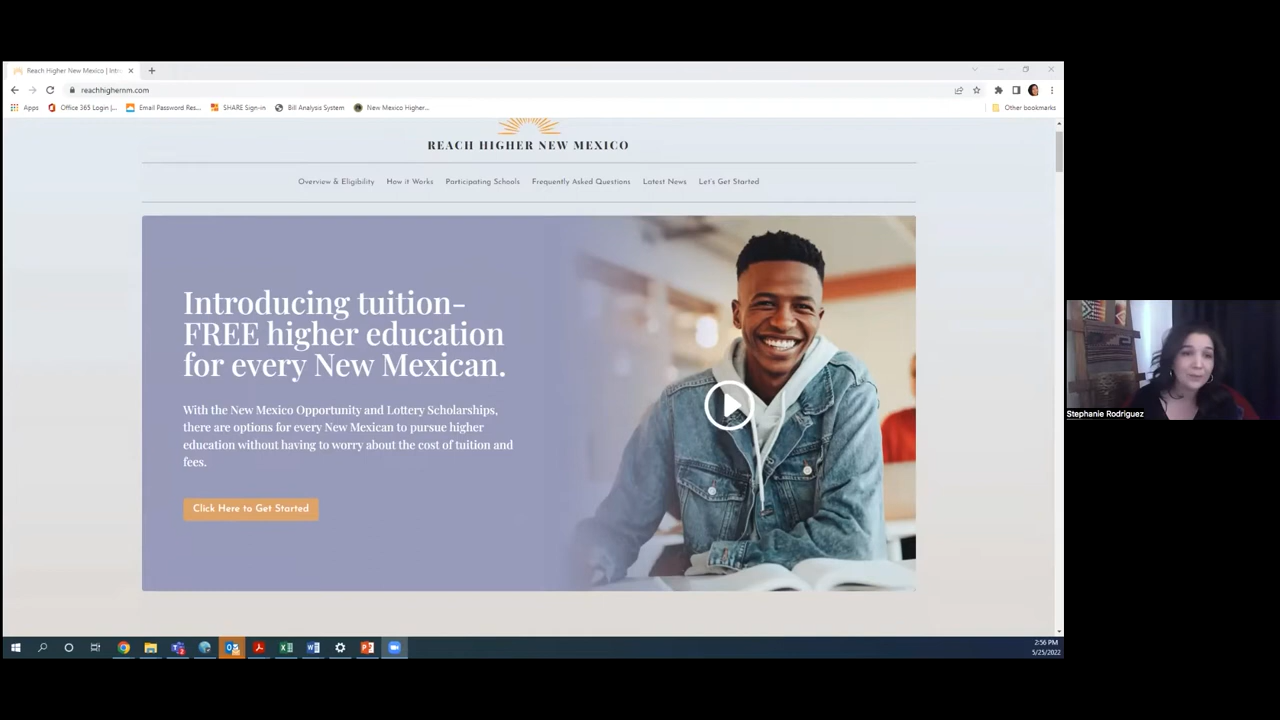 Reach Higher New Mexico | Intr
reachhighernm.com
Apps
Office 365 Login |...
Email Password Res...
SHARE Sign-in
Bill Analysis System
New Mexico Higher...
Other bookmarks
REACH HIGHER NEW MEXICO
Overview & Eligibility
How it Works
Participating Schools
Frequently Asked Questions
Latest News
Let's Get Started
Introducing tuition-
FREE higher education
for every New Mexican.
With the New Mexico Opportunity and Lottery Scholarships,
there are options for every New Mexican to pursue higher
education without having to worry about the cost of tuition and
fees.
Click Here to Get Started
Stephanie Rodriguez
2:56 PM
5/25/2022